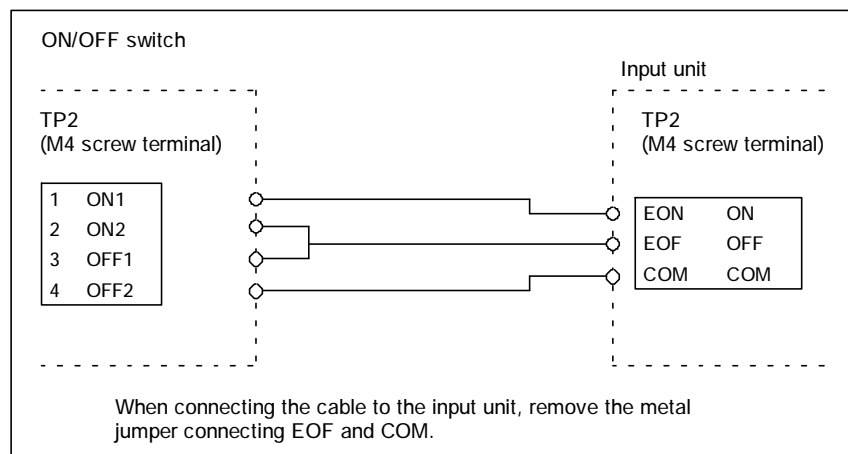 ON/OFF switch
Input unit
TP2
(M4 screw terminal)
TP2
(M4 screw terminal)
1 ON1
2 ON2
3 OFF1
4 OFF2
EON ON
EOF OFF
COM COM
When connecting the cable to the input unit, remove the metal
jumper connecting EOF and COM.